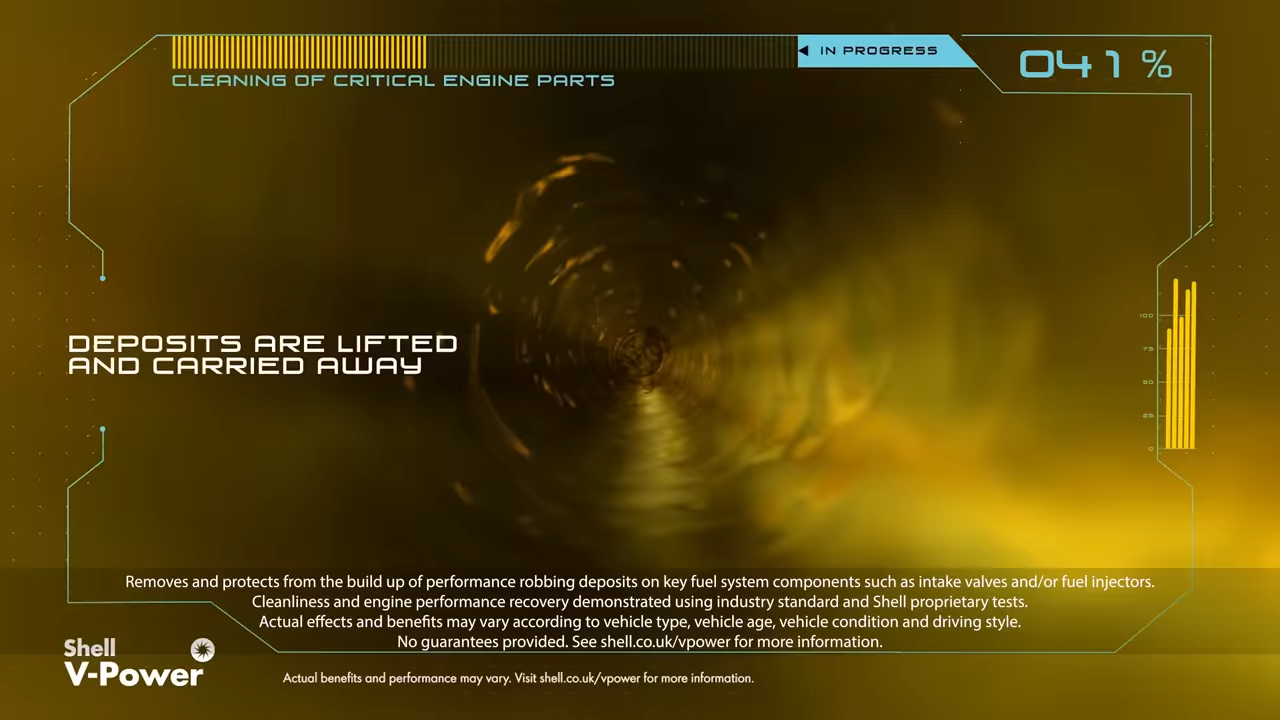 IN PROGRESS
041 %
CLEANING OF CRITICAL ENGINE PARTS
DEPOSITS ARE LIFTED
AND CARRIED AWAY
100
75
50
25
0
Removes and protects from the build up of performance robbing deposits on key fuel system components such as intake valves and/or fuel injectors.
Cleanliness and engine performance recovery demonstrated using industry standard and Shell proprietary tests.
Actual effects and benefits may vary according to vehicle type, vehicle age, vehicle condition and driving style.
No guarantees provided. See shell.co.uk/vpower for more information.
Shell
V-Power
Actual benefits and performance may vary. Visit shell.co.uk/vpower for more information.